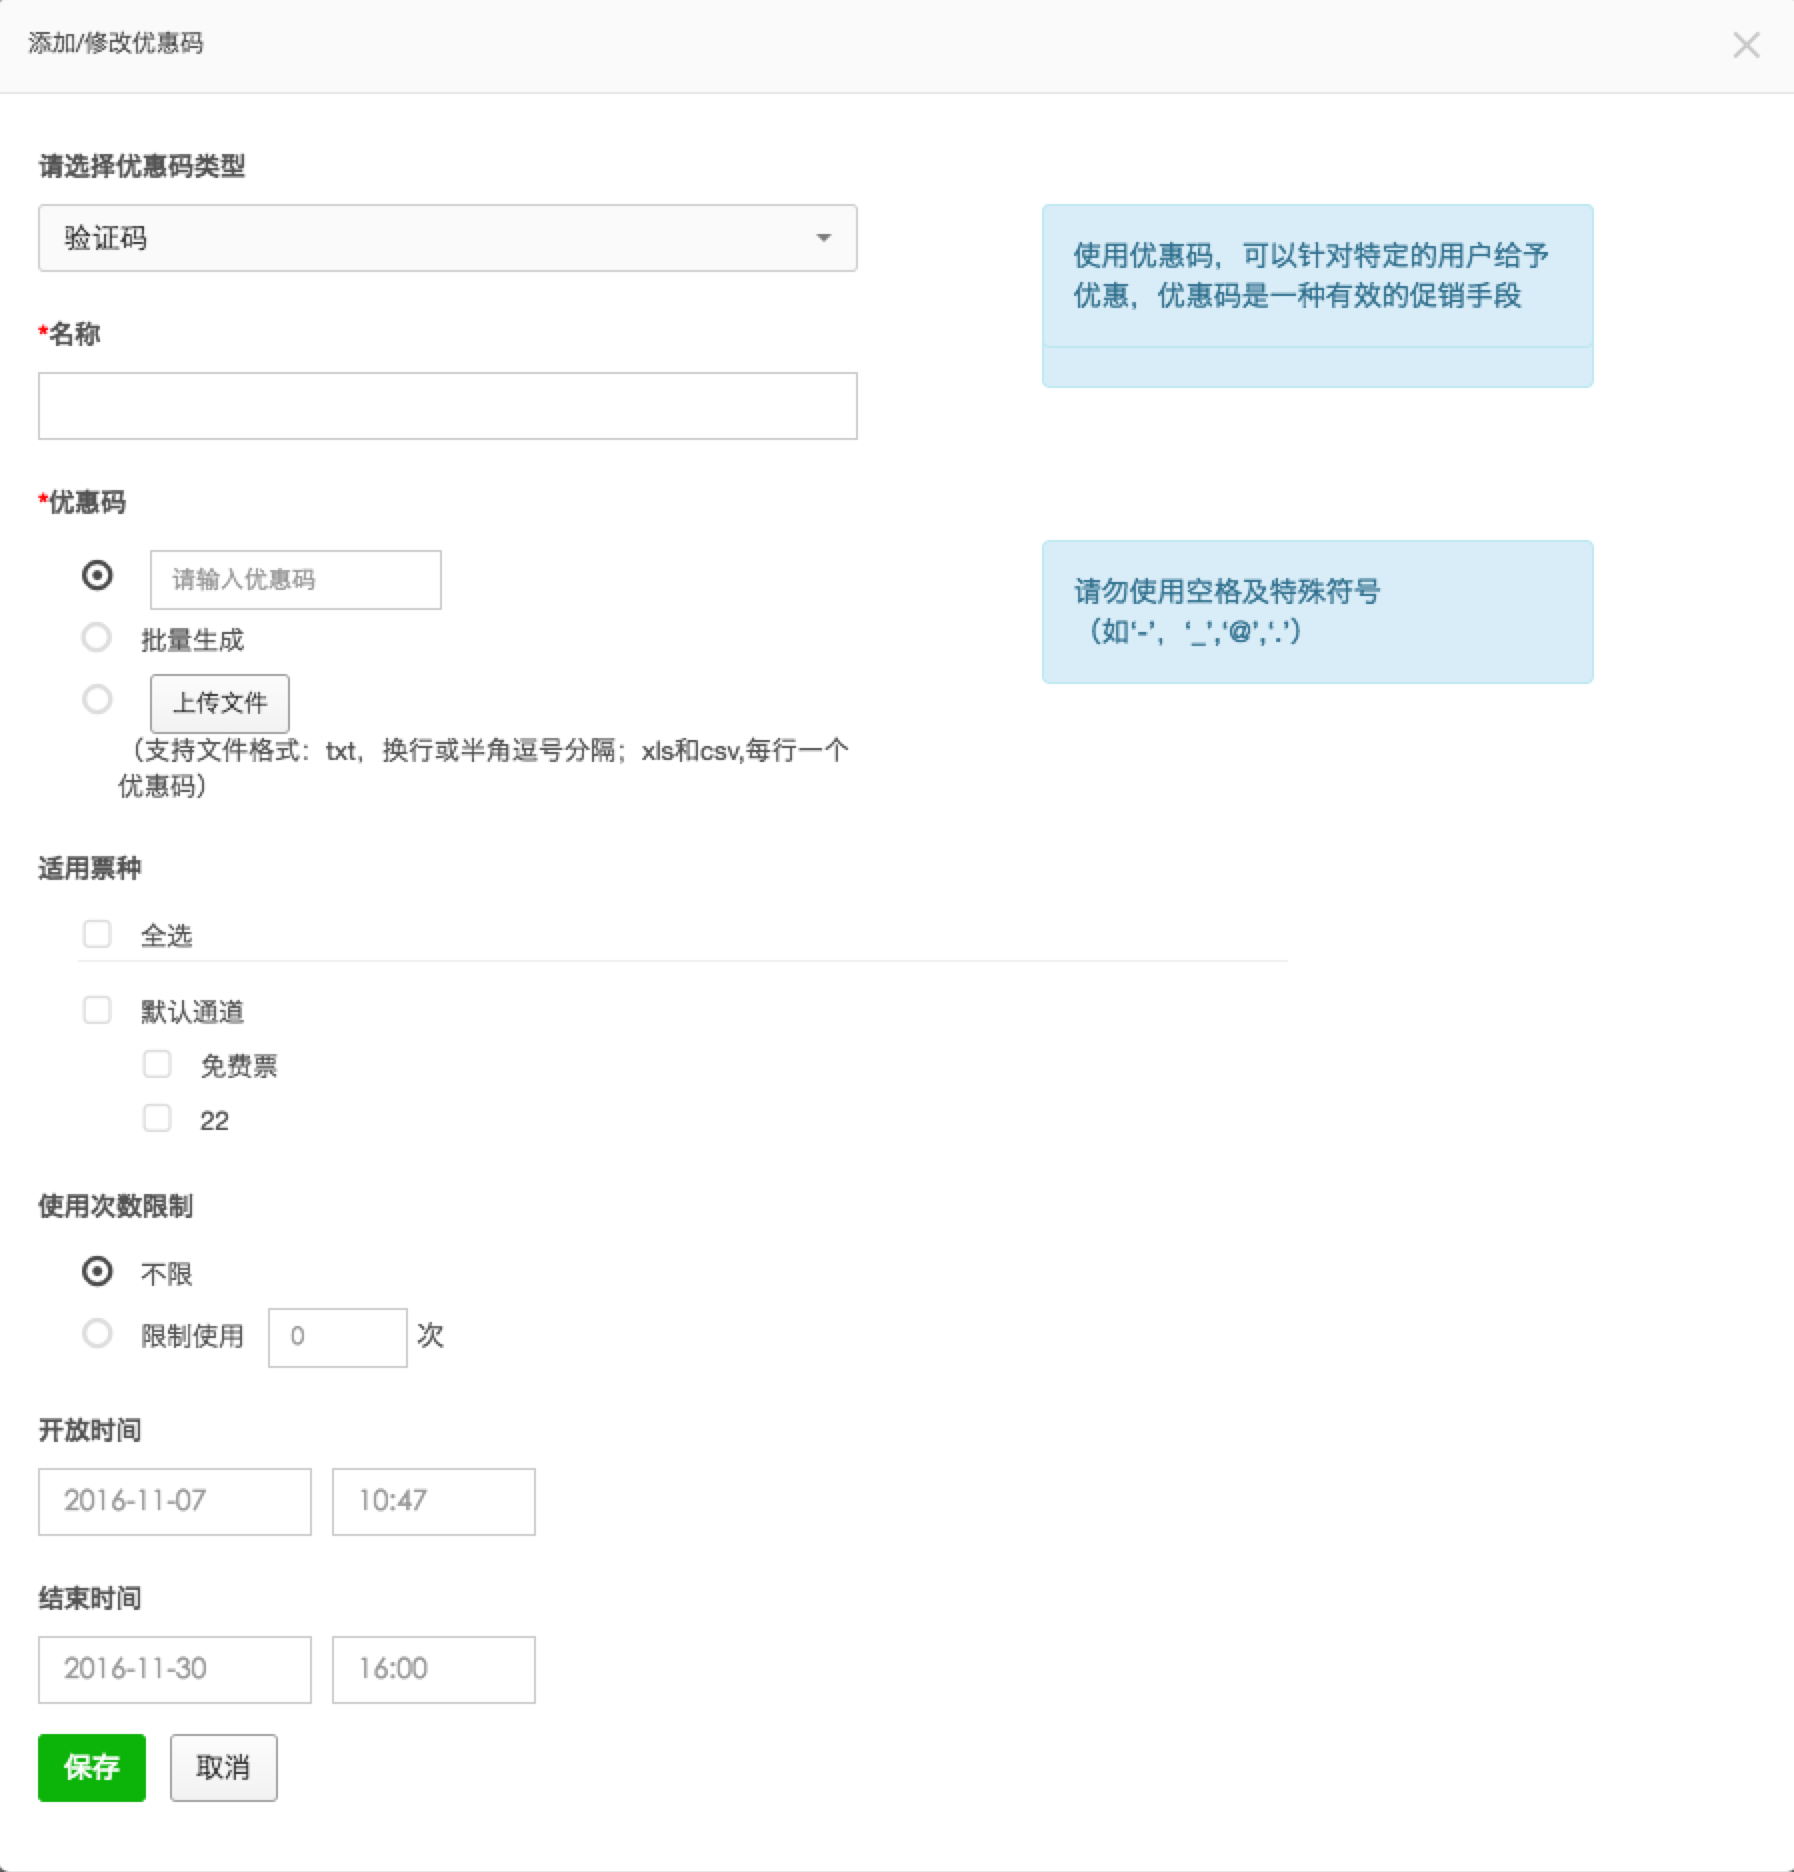 添加/修改优惠码
请选择优惠码类型
验证码
使用优惠码，可以针对特定的用户给予
优惠，优惠码是一种有效的促销手段
*名称
*优惠码
请输入优惠码
批量生成
上传文件
（支持文件格式：txt，换行或半角逗号分隔；xls和csv,每行一个
优惠码）
请勿使用空格及特殊符号
（如‘-’，‘_’,‘@’,‘.’）
适用票种
全选
默认通道
免费票
22
使用次数限制
不限
限制使用 0 次
开放时间
2016-11-07 10:47
结束时间
2016-11-30 16:00
保存 取消